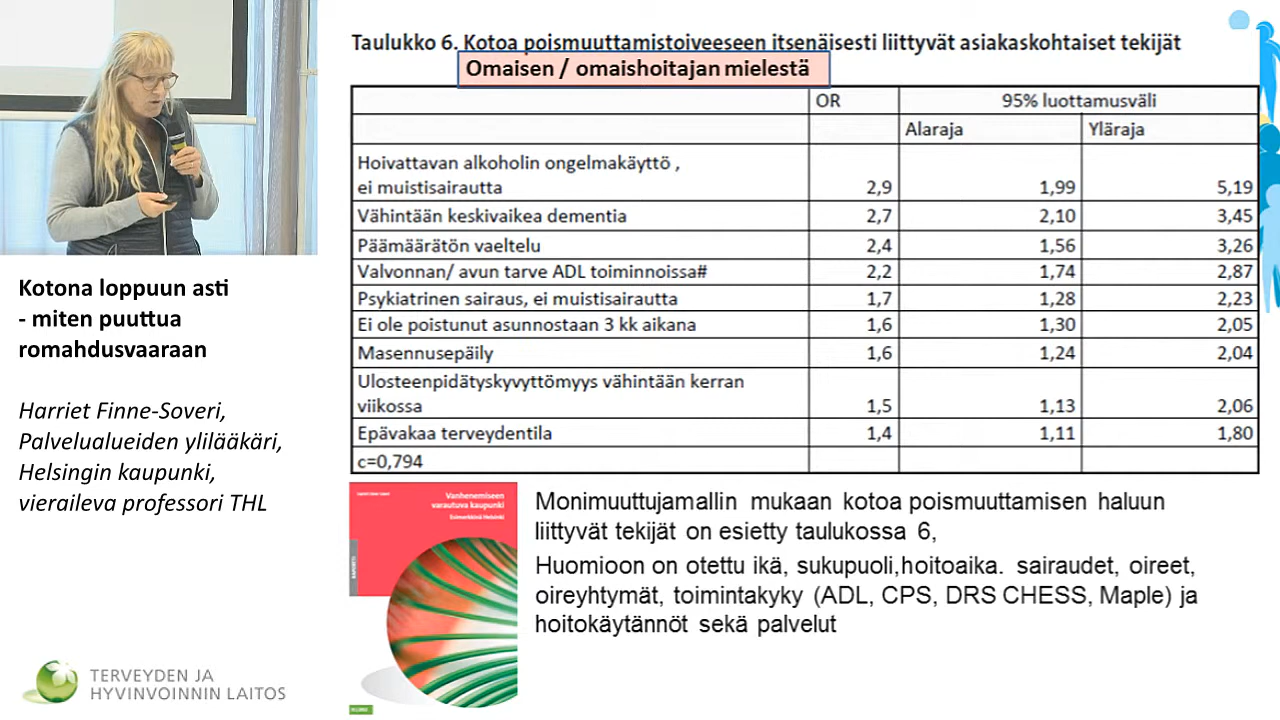 Taulukko 6. Kotoa poismuuttamistoiveeseen itsenäisesti liittyvät asiakaskohtaiset tekijät
Omaisen / omaishoitajan mielestä
OR 95% luottamusväli
Alaraja Yläraja
Hoivattavan alkoholin ongelmakäyttö ,
ei muistisairautta 2,9 1,99 5,19
Vähintään keskivaikea dementia 2,7 2,10 3,45
Päämäärätön vaeltelu 2,4 1,56 3,26
Valvonnan/ avun tarve ADL toiminnoissa# 2,2 1,74 2,87
Psykiatrinen sairaus, ei muistisairautta 1,7 1,28 2,23
Ei ole poistunut asunnostaan 3 kk aikana 1,6 1,30 2,05
Masennusepäily 1,6 1,24 2,04
Ulosteenpidätyskyvyttömyys vähintään kerran
viikossa 1,5 1,13 2,06
Epävakaa terveydentila 1,4 1,11 1,80
c=0,794
Kotona loppuun asti
- miten puuttua
romahdusvaaraan
Harriet Finne-Soveri,
Palvelualueiden ylilääkäri,
Helsingin kaupunki,
vieraileva professori THL
TERVEYDEN JA
HYVINVOINNIN LAITOS
Vanhenemiseen
varautuva kaupunki
Esimerkkinä Helsinki
RAPORTTI
Monimuuttujamallin mukaan kotoa poismuuttamisen haluun
liittyvät tekijät on esietty taulukossa 6,
Huomioon on otettu ikä, sukupuoli,hoitoaika. sairaudet, oireet,
oireyhtymät, toimintakyky (ADL, CPS, DRS CHESS, Maple) ja
hoitokäytännöt sekä palvelut